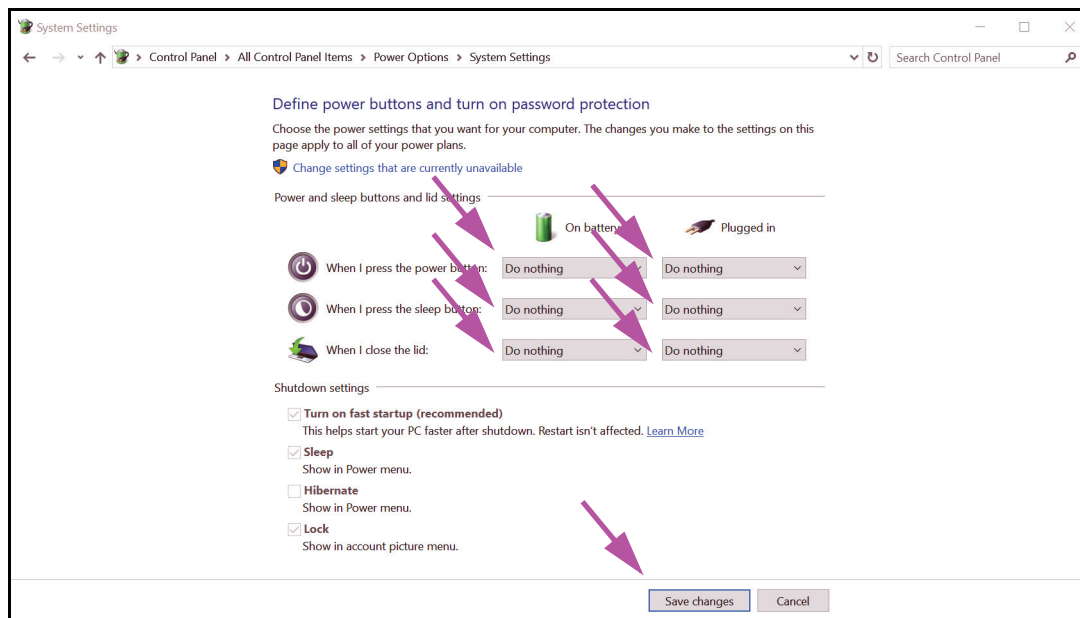 System Settings
Control Panel > All Control Panel Items > Power Options > System Settings
Search Control Panel
Define power buttons and turn on password protection
Choose the power settings that you want for your computer. The changes you make to the settings on this
page apply to all of your power plans.
Change settings that are currently unavailable
Power and sleep buttons and lid settings
On battery
Plugged in
When I press the power button:
Do nothing
Do nothing
When I press the sleep button:
Do nothing
Do nothing
When I close the lid:
Do nothing
Do nothing
Shutdown settings
Turn on fast startup (recommended)
This helps start your PC faster after shutdown. Restart isn't affected. Learn More
Sleep
Show in Power menu.
Hibernate
Show in Power menu.
Lock
Show in account picture menu.
Save changes
Cancel